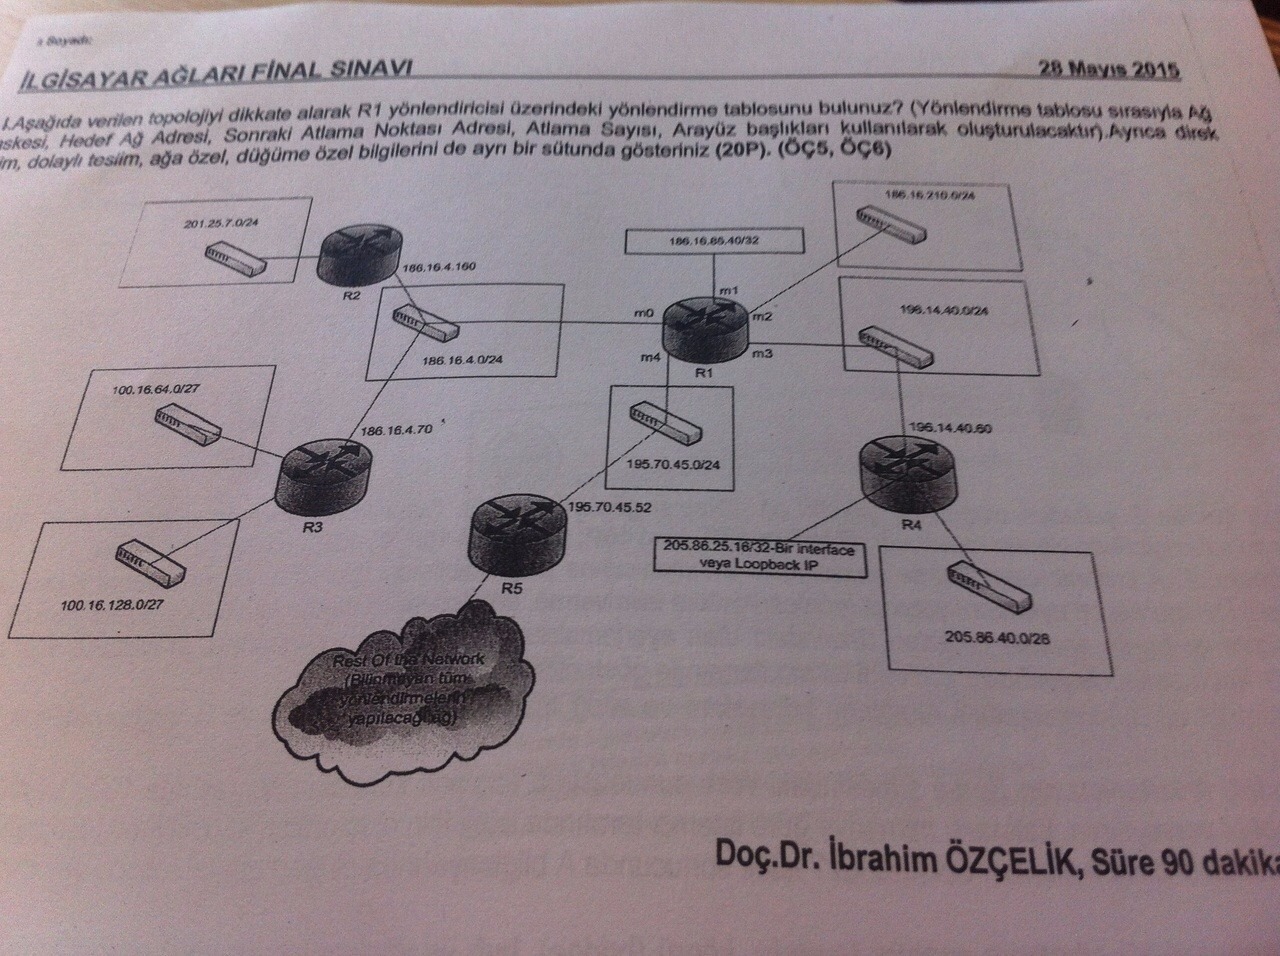 Soyadı:
İLGİSAYAR AĞLARI FİNAL SINAVI
28 Mayıs 2015
1.Aşağıda verilen topolojiyi dikkate alarak R1 yönlendiricisi üzerindeki yönlendirme tablosunu bulunuz? (Yönlendirme tablosu sırasıyla Ağ
askesi, Hedef Ağ Adresi, Sonraki Atlama Noktası Adresi, Atlama Sayısı, Arayüz başlıkları kullanılarak oluşturulacaktır).Ayrıca direk
im, dolaylı teslim, ağa özel, düğüme özel bilgilerini de ayrı bir sütunda gösteriniz (20P). (ÖÇ5, ÖÇ6)
201.25.7.0/24
186.16.210.0/24
186.16.85.40/32
186.16.4.160
R2
m1
m0
m2
198.14.40.0/24
186.16.4.0/24
m4
m3
R1
100.16.64.0/27
186.16.4.70
196.14.40.60
195.70.45.0/24
R3
195.70.45.52
R4
205.86.25.16/32-Bir interface
veya Loopback IP
R5
100.16.128.0/27
205.86.40.0/28
Rest Of the Network
(Bilinmeyen tüm
yönlendirmelerin
yapılacağı ağ)
Doç.Dr. İbrahim ÖZÇELİK, Süre 90 dakika